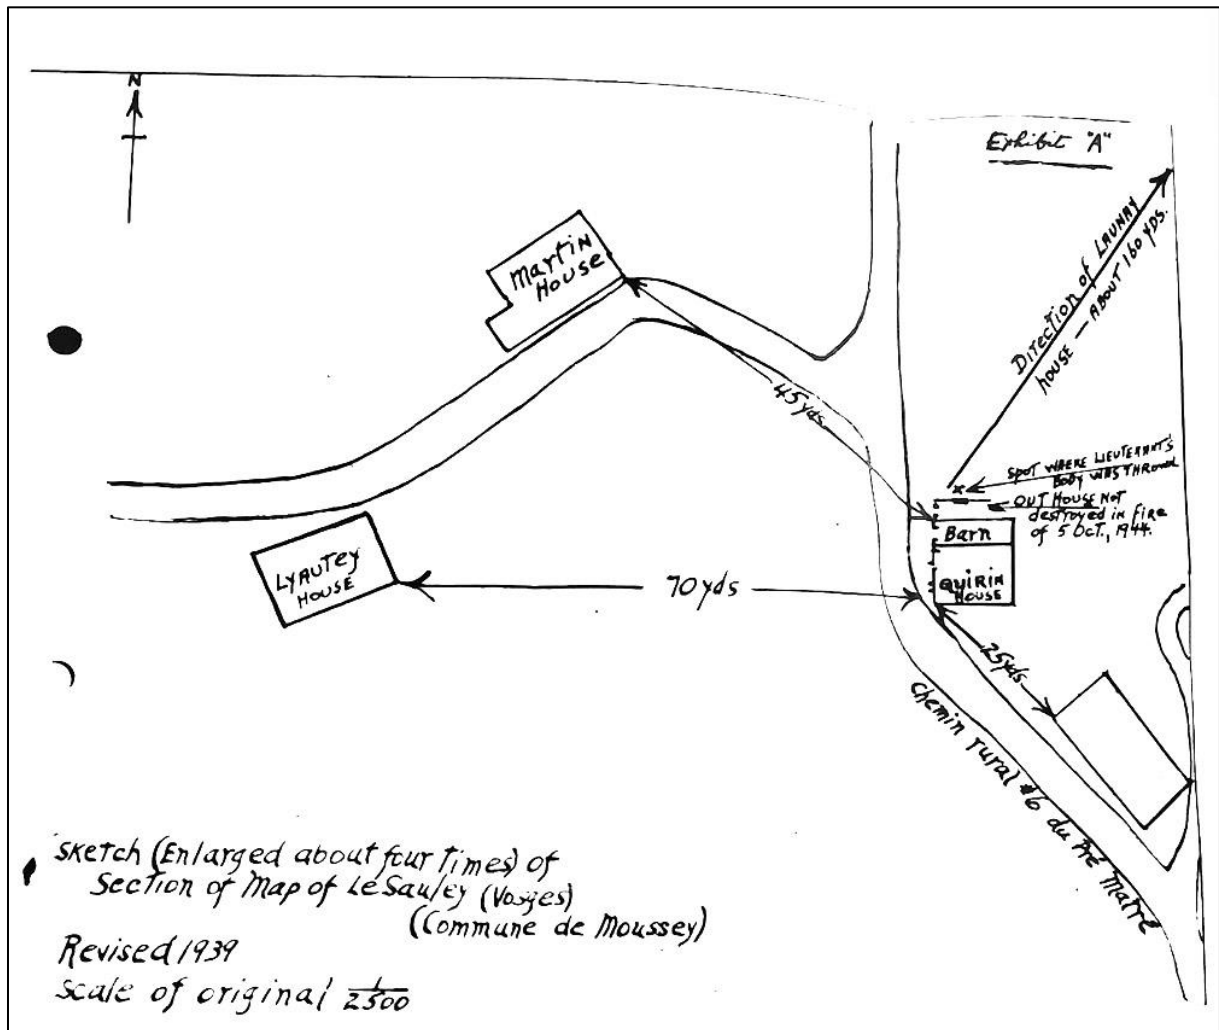 N
Exhibit "A"
Martin
House
Direction of LAUNAY
house — ABOUT 160 YDS.
45 yds.
SPOT WHERE LIEUTENANT'S
BODY WAS THROWN
OUT HOUSE NOT
destroyed in fire
of 5 Oct., 1944.
Barn
QUIRIN
HOUSE
LYAUTEY
HOUSE
70 yds
25 yds.
Chemin rural #6 du Pré Maître
Sketch (Enlarged about four Times) of
Section of Map of Le Saulcy (Vosges)
(Commune de Moussey)
Revised 1939
Scale of original 1/2500